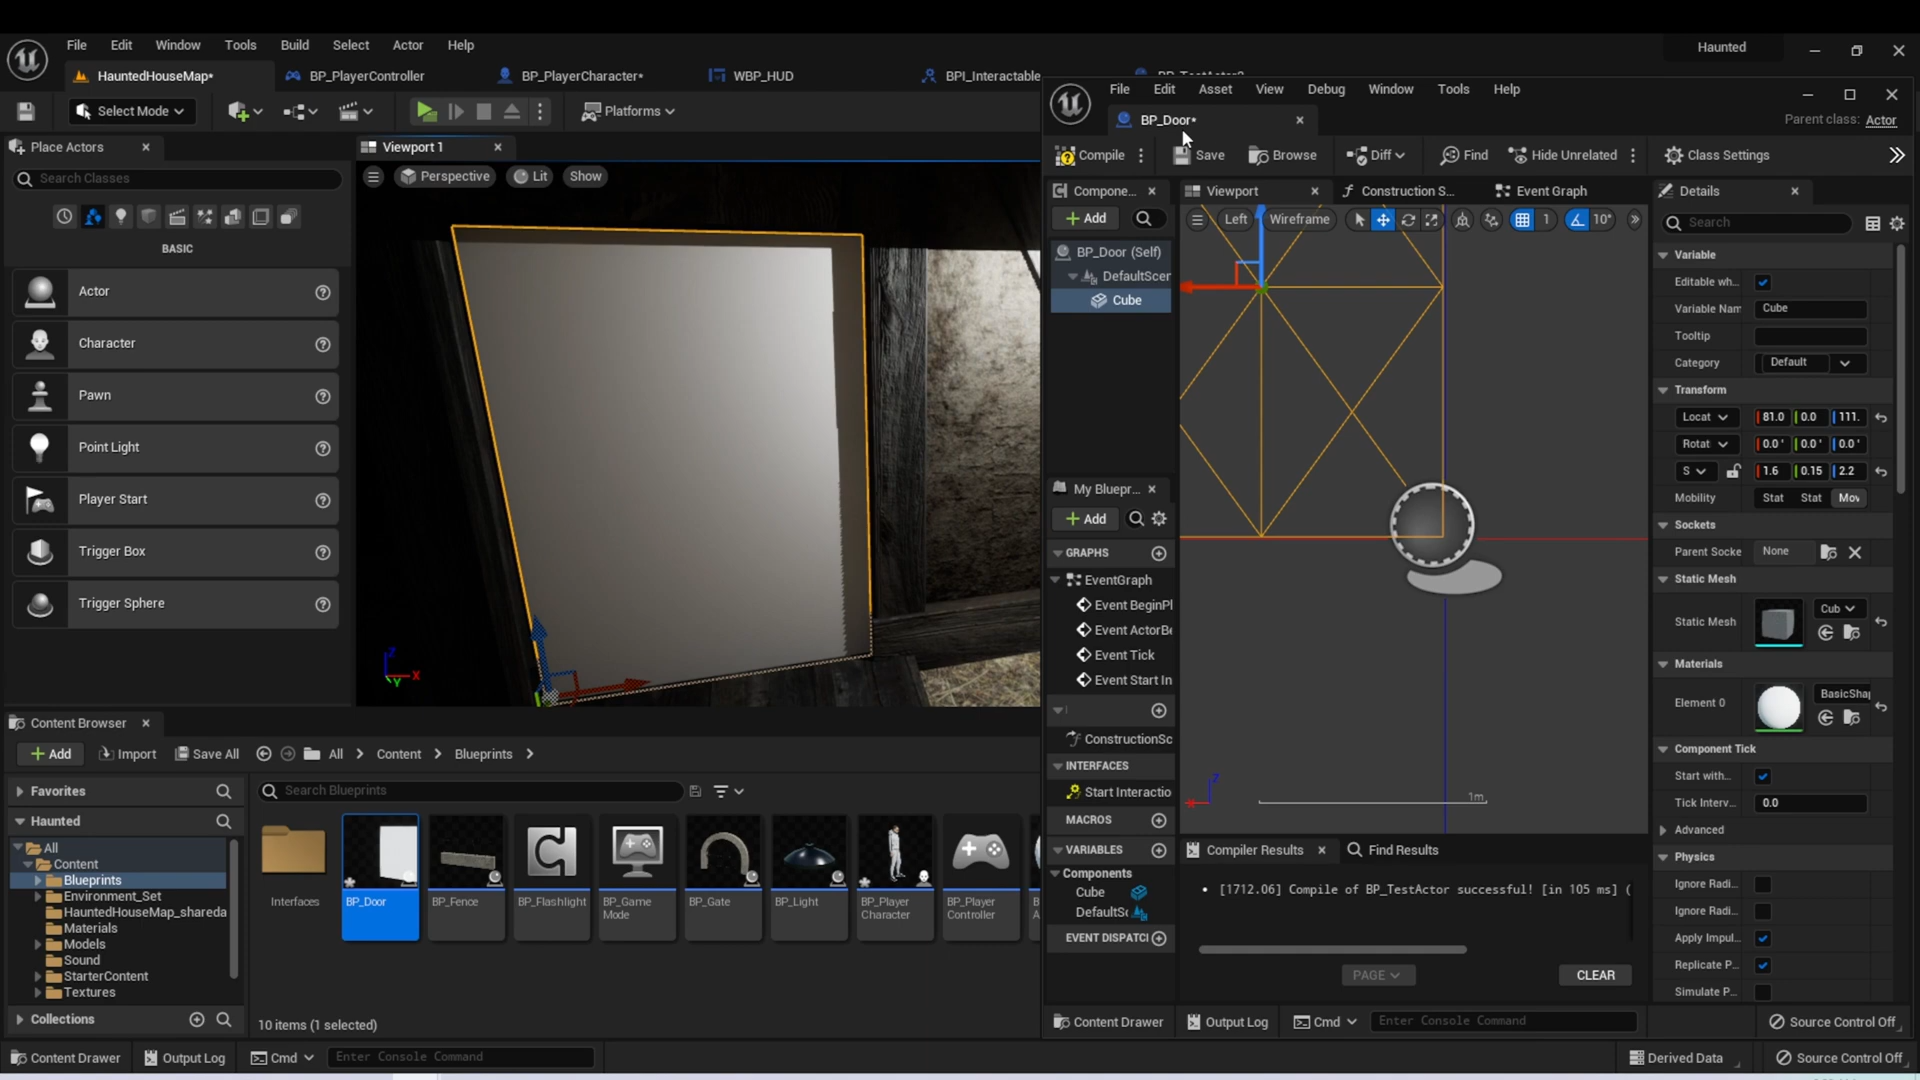 File Edit Window Tools Build Select Actor Help
Haunted
HauntedHouseMap*
BP_PlayerController
BP_PlayerCharacter*
WBP_HUD
BPI_Interactable
Select Mode
Platforms
Place Actors
Search Classes
BASIC
Actor
Character
Pawn
Point Light
Player Start
Trigger Box
Trigger Sphere
Viewport 1
Perspective
Lit
Show
Z
X
Y
File Edit Asset View Debug Window Tools Help
BP_Door*
Parent class: Actor
Compile
Save
Browse
Diff
Find
Hide Unrelated
Class Settings
Compone...
Add
BP_Door (Self)
DefaultScen
Cube
Viewport
Construction S...
Event Graph
Left
Wireframe
1
10°
Z
1m
My Bluepr...
Add
GRAPHS
EventGraph
Event BeginPl
Event ActorBe
Event Tick
Event Start In
ConstructionSc
INTERFACES
Start Interactio
MACROS
VARIABLES
Components
Cube
DefaultSc
EVENT DISPATCI
Compiler Results
Find Results
[1712.06] Compile of BP_TestActor successful! [in 105 ms] (
PAGE
CLEAR
Details
Search
Variable
Editable wh...
Variable Nam
Cube
Tooltip
Category
Default
Transform
Locat
81.0
0.0
111.
Rotat
0.0 °
0.0 °
0.0 °
S
1.6
0.15
2.2
Mobility
Stat
Stat
Mov
Sockets
Parent Socke
None
Static Mesh
Static Mesh
Cub
Materials
Element 0
BasicShap
Component Tick
Start with...
Tick Interv...
0.0
Advanced
Physics
Ignore Radi...
Ignore Radi...
Apply Impul...
Replicate P...
Simulate P...
Content Drawer
Output Log
Cmd
Enter Console Command
Source Control Off
Content Browser
Add
Import
Save All
All
Content
Blueprints
Favorites
Search Blueprints
Haunted
All
Content
Blueprints
Environment_Set
HauntedHouseMap_shareda
Materials
Models
Sound
StarterContent
Textures
Collections
Interfaces
BP_Door
BP_Fence
BP_Flashlight
BP_Game
Mode
BP_Gate
BP_Light
BP_Player
Character
BP_Player
Controller
10 items (1 selected)
Content Drawer
Output Log
Cmd
Enter Console Command
Derived Data
Source Control Off